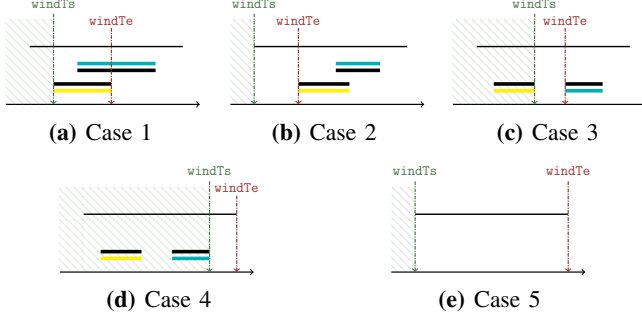 windTs
windTe
windTs
windTe
windTs
windTe
(a) Case 1
(b) Case 2
(c) Case 3
windTs
windTe
windTs
windTe
(d) Case 4
(e) Case 5